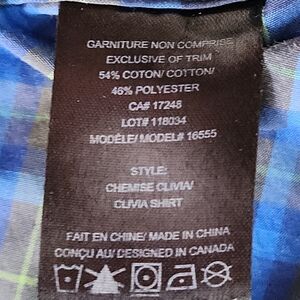 GARNITURE NON COMPRISE
EXCLUSIVE OF TRIM
54% COTON/ COTTON/
46% POLYESTER
CA# 17248
LOT# 118034
MODÈLE/ MODEL# 16555
STYLE:
CHEMISE CLIVIA/
CLIVIA SHIRT
FAIT EN CHINE/ MADE IN CHINA
CONÇU AU/ DESIGNED IN CANADA